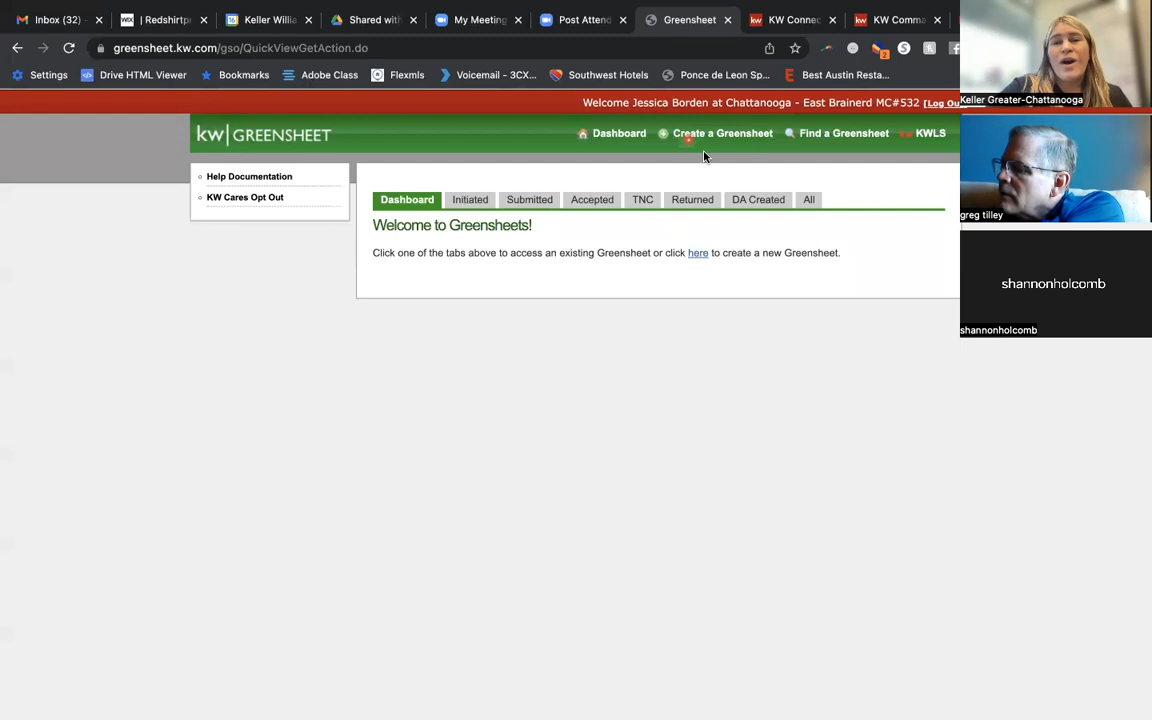 Inbox (32)
| Redshirtp
Keller Willia
Shared with
My Meeting
Post Attend
Greensheet
KW Connec
KW Comma
greensheet.kw.com/gso/QuickViewGetAction.do
2
Settings
Drive HTML Viewer
Bookmarks
Adobe Class
Flexmls
Voicemail - 3CX...
Southwest Hotels
Ponce de Leon Sp...
Best Austin Resta...
Welcome Jessica Borden at Chattanooga - East Brainerd MC#532 [Log Ou
Keller Greater-Chattanooga
kw|GREENSHEET
Dashboard
Create a Greensheet
Find a Greensheet
kw KWLS
Help Documentation
KW Cares Opt Out
Dashboard
Initiated
Submitted
Accepted
TNC
Returned
DA Created
All
Welcome to Greensheets!
Click one of the tabs above to access an existing Greensheet or click here to create a new Greensheet.
greg tilley
shannonholcomb
shannonholcomb